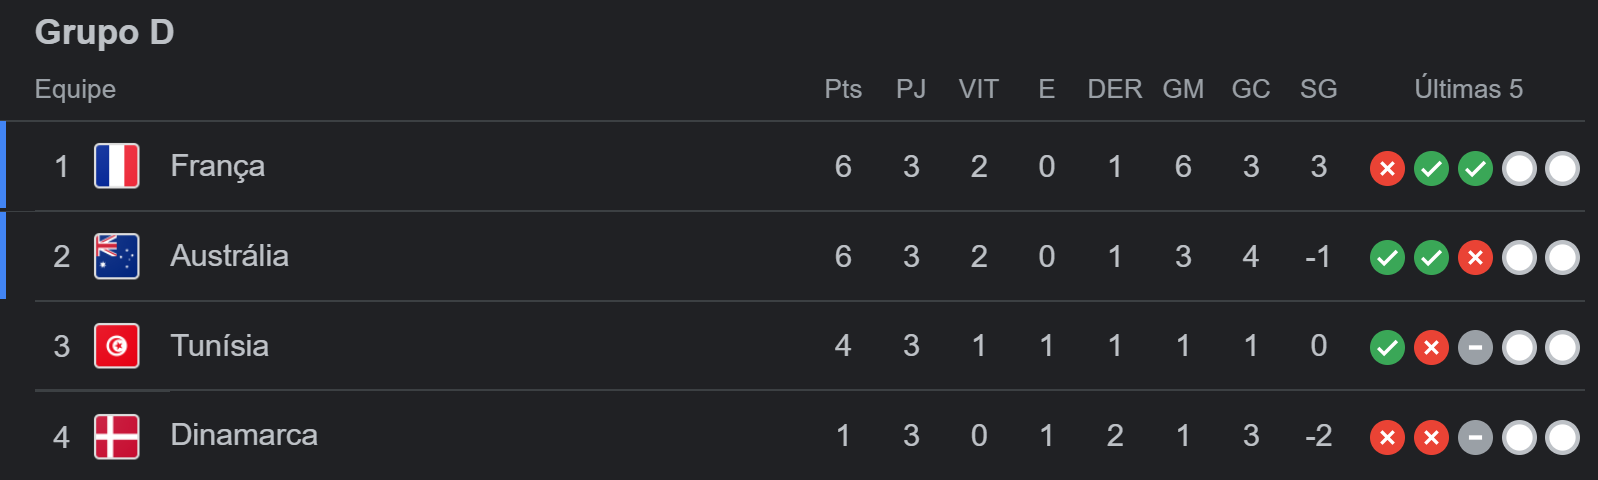 Grupo D
Equipe Pts PJ VIT E DER GM GC SG Últimas 5
1 França 6 3 2 0 1 6 3 3
2 Austrália 6 3 2 0 1 3 4 -1
3 Tunísia 4 3 1 1 1 1 1 0
4 Dinamarca 1 3 0 1 2 1 3 -2